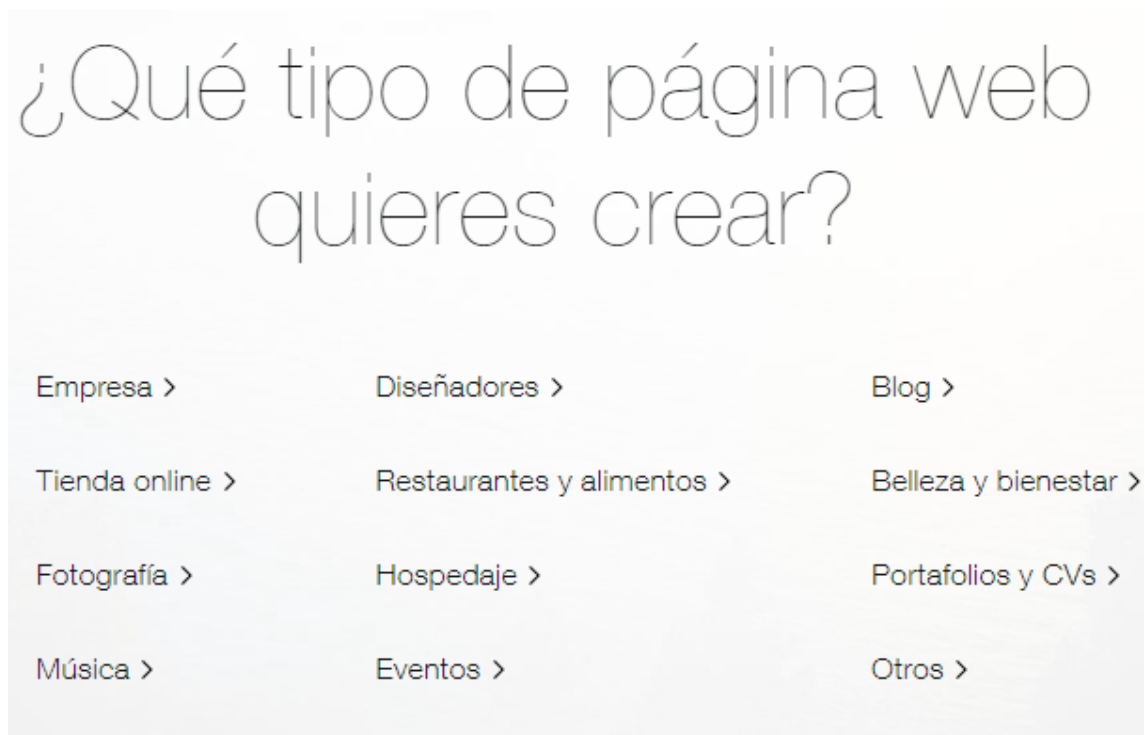 ¿Qué tipo de página web
quieres crear?
Empresa >
Diseñadores >
Blog >
Tienda online >
Restaurantes y alimentos >
Belleza y bienestar >
Fotografía >
Hospedaje >
Portafolios y CVs >
Música >
Eventos >
Otros >